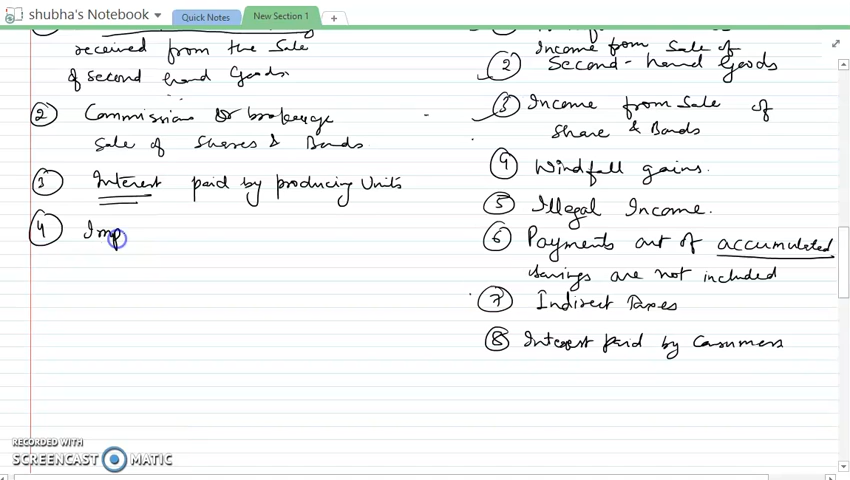 shubha's Notebook
Quick Notes
New Section 1
+
received from the Sale
of Second hand Goods
2 Commission or brokerage
Sale of Shares & Bonds
3 Interest paid by producing Units
4 Imp
Income from Sale of
2 Second-hand Goods
3 Income from Sale of
Share & Bonds
4 Windfall gains.
5 Illegal Income.
6 Payments out of accumulated
Savings are not included
7 Indirect Taxes
8 Interest paid by Consumers
RECORDED WITH
SCREENCAST MATIC